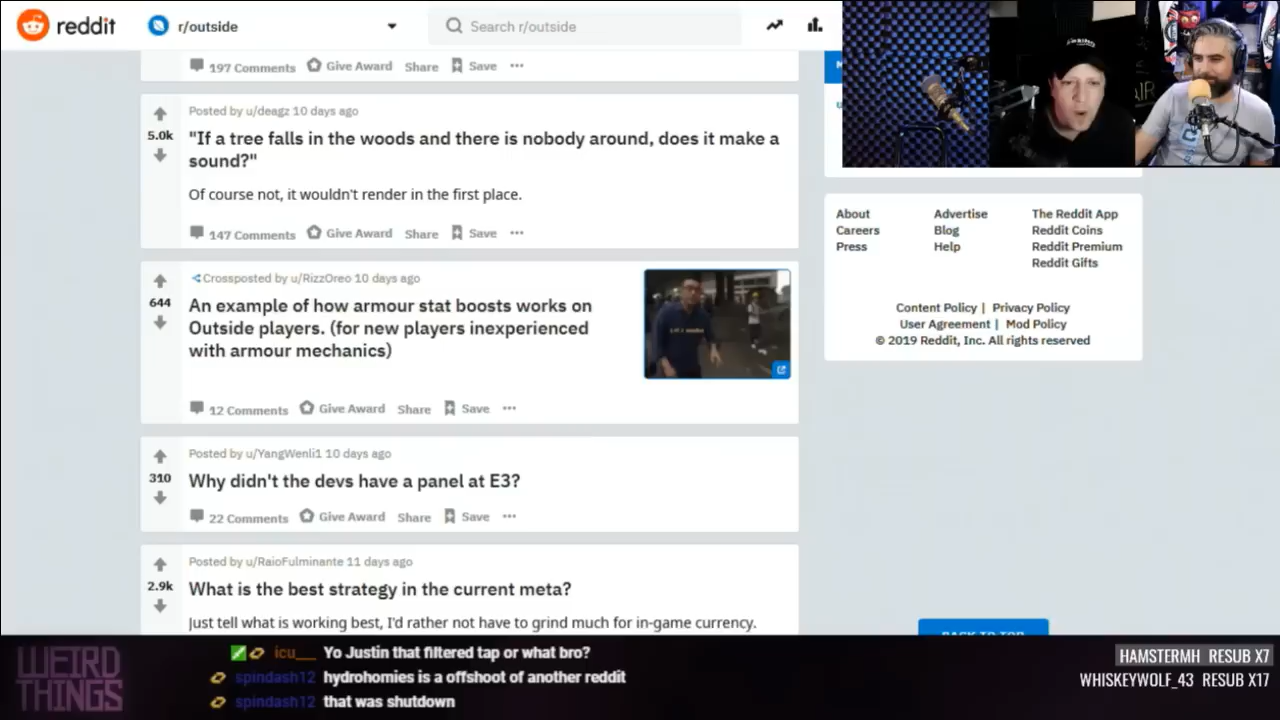 reddit
r/outside
Search r/outside
197 Comments Give Award Share Save
Posted by u/deagz 10 days ago
5.0k
"If a tree falls in the woods and there is nobody around, does it make a
sound?"
Of course not, it wouldn't render in the first place.
147 Comments Give Award Share Save
Crossposted by u/RizzOreo 10 days ago
644
An example of how armour stat boosts works on
Outside players. (for new players inexperienced
with armour mechanics)
12 Comments Give Award Share Save
Posted by u/YangWenli1 10 days ago
310
Why didn't the devs have a panel at E3?
22 Comments Give Award Share Save
Posted by u/RaioFulminante 11 days ago
2.9k
What is the best strategy in the current meta?
Just tell what is working best, I'd rather not have to grind much for in-game currency.
About Advertise The Reddit App
Careers Blog Reddit Coins
Press Help Reddit Premium
Reddit Gifts
Content Policy | Privacy Policy
User Agreement | Mod Policy
© 2019 Reddit, Inc. All rights reserved
BACK TO TOP
WEIRD
THINGS
icu__ Yo Justin that filtered tap or what bro?
spindash12 hydrohomies is a offshoot of another reddit
spindash12 that was shutdown
HAMSTERMH RESUB X7
WHISKEYWOLF_43 RESUB X17